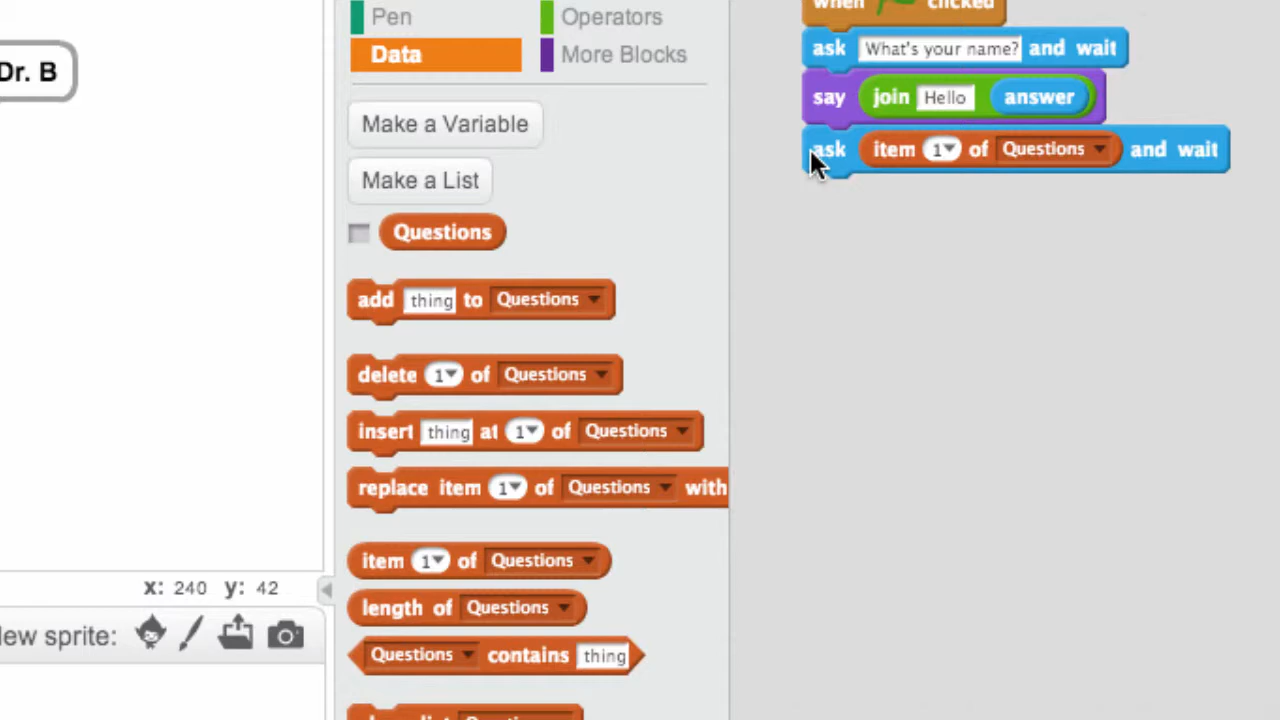 when clicked
Pen
Operators
Data
More Blocks
ask What's your name? and wait
Dr. B
say join Hello answer
Make a Variable
ask item 1 of Questions and wait
Make a List
Questions
add thing to Questions
delete 1 of Questions
insert thing at 1 of Questions
replace item 1 of Questions with
item 1 of Questions
x: 240 y: 42
length of Questions
ew sprite:
Questions contains thing